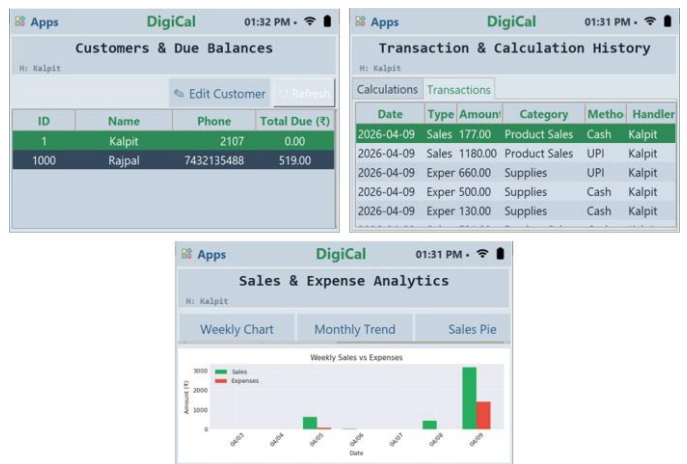 Apps DigiCal 01:32 PM •
Customers & Due Balances
H: Kalpit
Edit Customer Refresh
ID Name Phone Total Due (₹)
1 Kalpit 2107 0.00
1000 Rajpal 7432135488 519.00
Apps DigiCal 01:31 PM •
Transaction & Calculation History
H: Kalpit
Calculations Transactions
Date Type Amoun Category Metho Handler
2026-04-09 Sales 177.00 Product Sales Cash Kalpit
2026-04-09 Sales 1180.00 Product Sales UPI Kalpit
2026-04-09 Exper 660.00 Supplies UPI Kalpit
2026-04-09 Exper 500.00 Supplies Cash Kalpit
2026-04-09 Exper 130.00 Supplies Cash Kalpit
Apps DigiCal 01:31 PM •
Sales & Expense Analytics
H: Kalpit
Weekly Chart Monthly Trend Sales Pie
Weekly Sales vs Expenses
Sales
Expenses
Amount (₹)
3000
2000
1000
0
04/03 04/04 04/05 04/06 04/07 04/08 04/09
Date